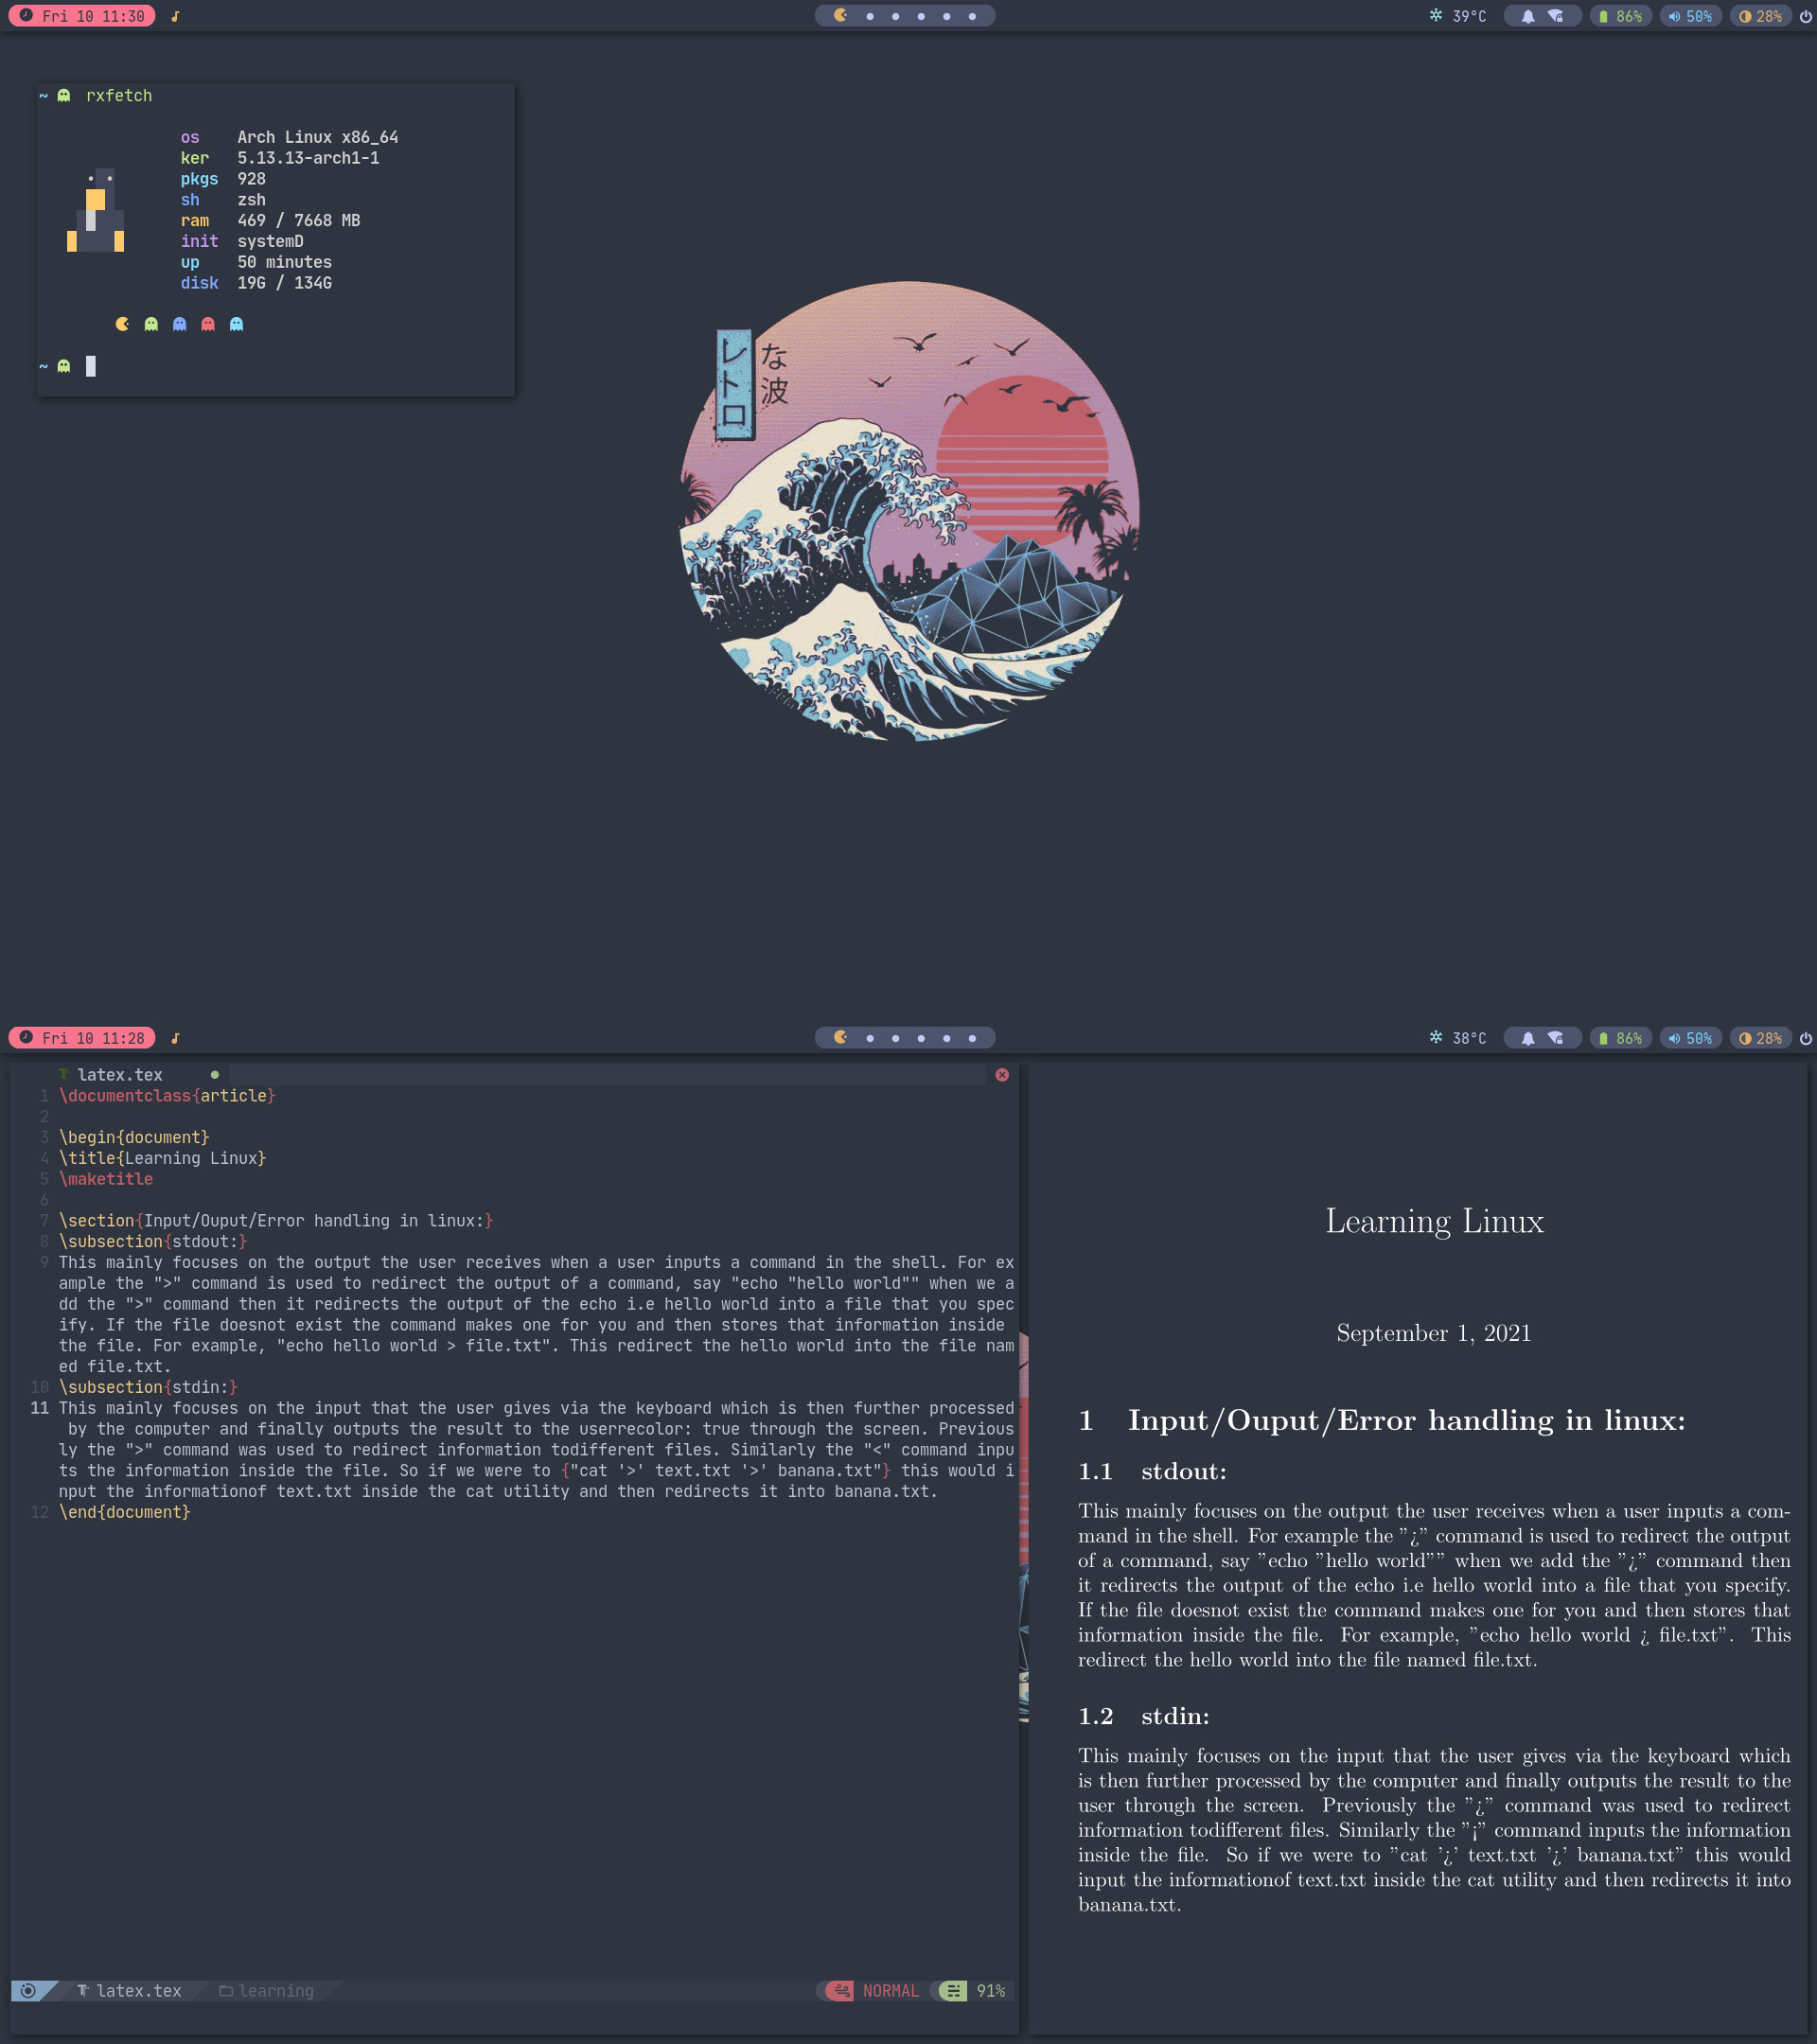 Fri 10 11:30
39°C 86% 50% 28%
~ rxfetch
os Arch Linux x86_64
ker 5.13.13-arch1-1
pkgs 928
sh zsh
ram 469 / 7668 MB
init systemD
up 50 minutes
disk 19G / 134G
~
レトロ
な波
Fri 10 11:28
38°C 86% 50% 28%
latex.tex
1 \documentclass{article}
2
3 \begin{document}
4 \title{Learning Linux}
5 \maketitle
6
7 \section{Input/Ouput/Error handling in linux:}
8 \subsection{stdout:}
9 This mainly focuses on the output the user receives when a user inputs a command in the shell. For ex
ample the ">" command is used to redirect the output of a command, say "echo "hello world"" when we a
dd the ">" command then it redirects the output of the echo i.e hello world into a file that you spec
ify. If the file doesnot exist the command makes one for you and then stores that information inside
the file. For example, "echo hello world > file.txt". This redirect the hello world into the file nam
ed file.txt.
10 \subsection{stdin:}
11 This mainly focuses on the input that the user gives via the keyboard which is then further processed
by the computer and finally outputs the result to the userrecolor: true through the screen. Previous
ly the ">" command was used to redirect information todifferent files. Similarly the "<" command inpu
ts the information inside the file. So if we were to {"cat '>' text.txt '>' banana.txt"} this would i
nput the informationof text.txt inside the cat utility and then redirects it into banana.txt.
12 \end{document}
latex.tex learning NORMAL 91%
Learning Linux
September 1, 2021
1 Input/Ouput/Error handling in linux:
1.1 stdout:
This mainly focuses on the output the user receives when a user inputs a com-
mand in the shell. For example the ”¿” command is used to redirect the output
of a command, say ”echo ”hello world”” when we add the ”¿” command then
it redirects the output of the echo i.e hello world into a file that you specify.
If the file doesnot exist the command makes one for you and then stores that
information inside the file. For example, ”echo hello world ¿ file.txt”. This
redirect the hello world into the file named file.txt.
1.2 stdin:
This mainly focuses on the input that the user gives via the keyboard which
is then further processed by the computer and finally outputs the result to the
user through the screen. Previously the ”¿” command was used to redirect
information todifferent files. Similarly the ”¡” command inputs the information
inside the file. So if we were to ”cat ’¿’ text.txt ’¿’ banana.txt” this would
input the informationof text.txt inside the cat utility and then redirects it into
banana.txt.